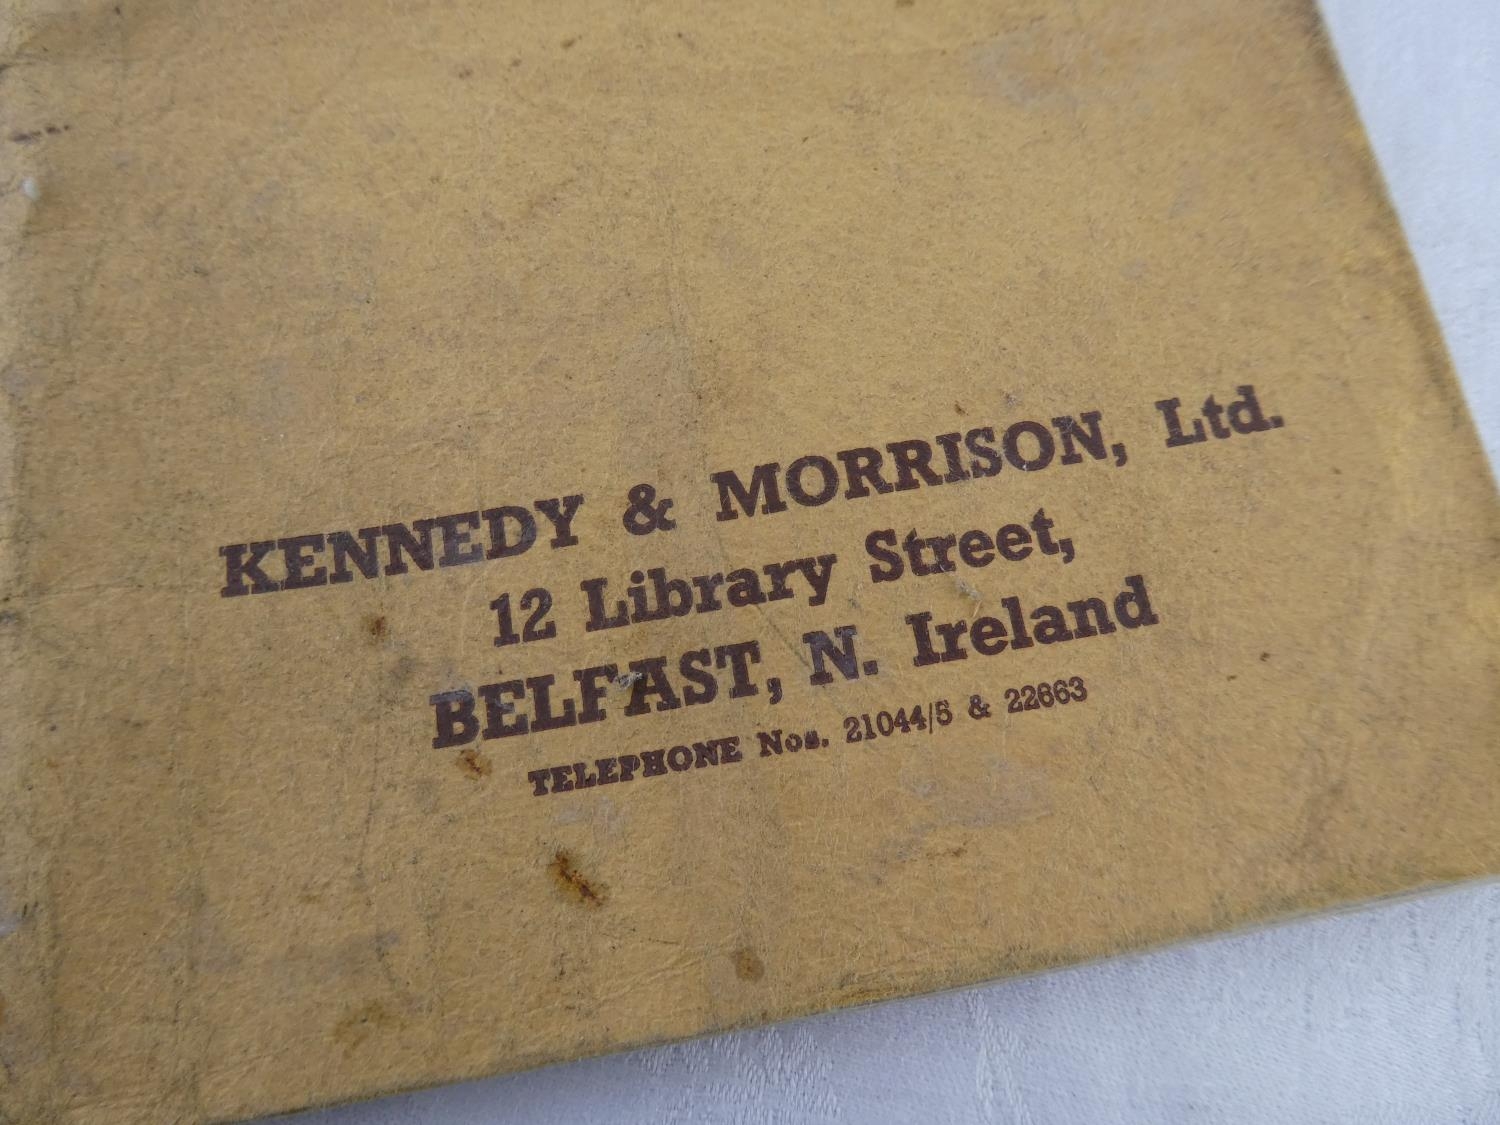 KENNEDY & MORRISON, Ltd.
12 Library Street,
BELFAST, N. Ireland
TELEPHONE Nos. 21044/5 & 22663